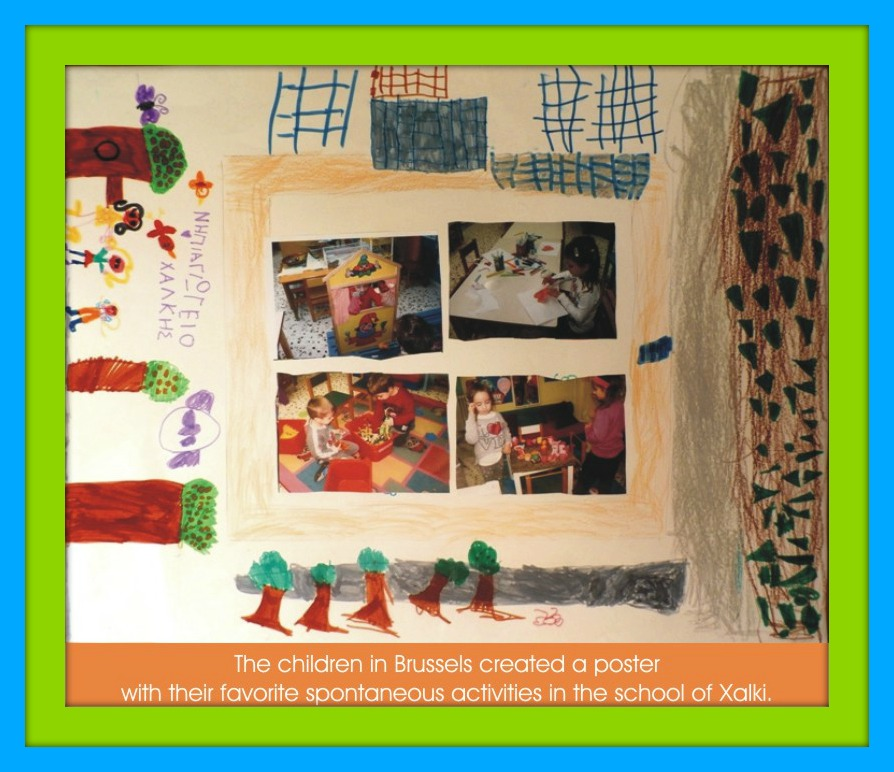 ΝΗΠΙΑΓΩΓΕΙΟ
ΧΑΛΚΗΣ
The children in Brussels created a poster
with their favorite spontaneous activities in the school of Xalki.